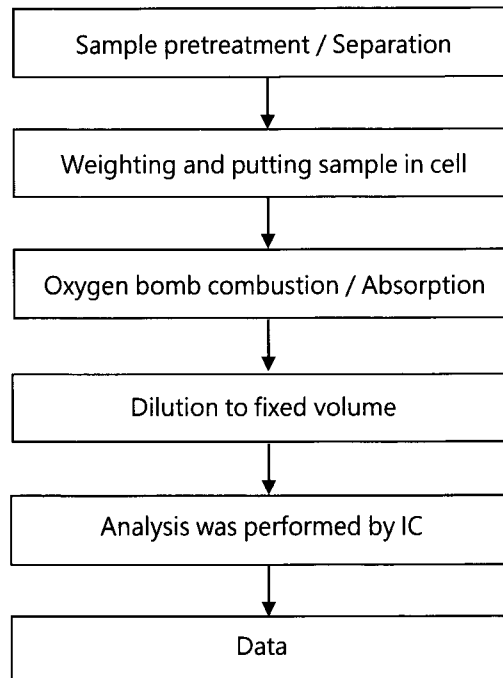 Sample pretreatment / Separation
Weighting and putting sample in cell
Oxygen bomb combustion / Absorption
Dilution to fixed volume
Analysis was performed by IC
Data